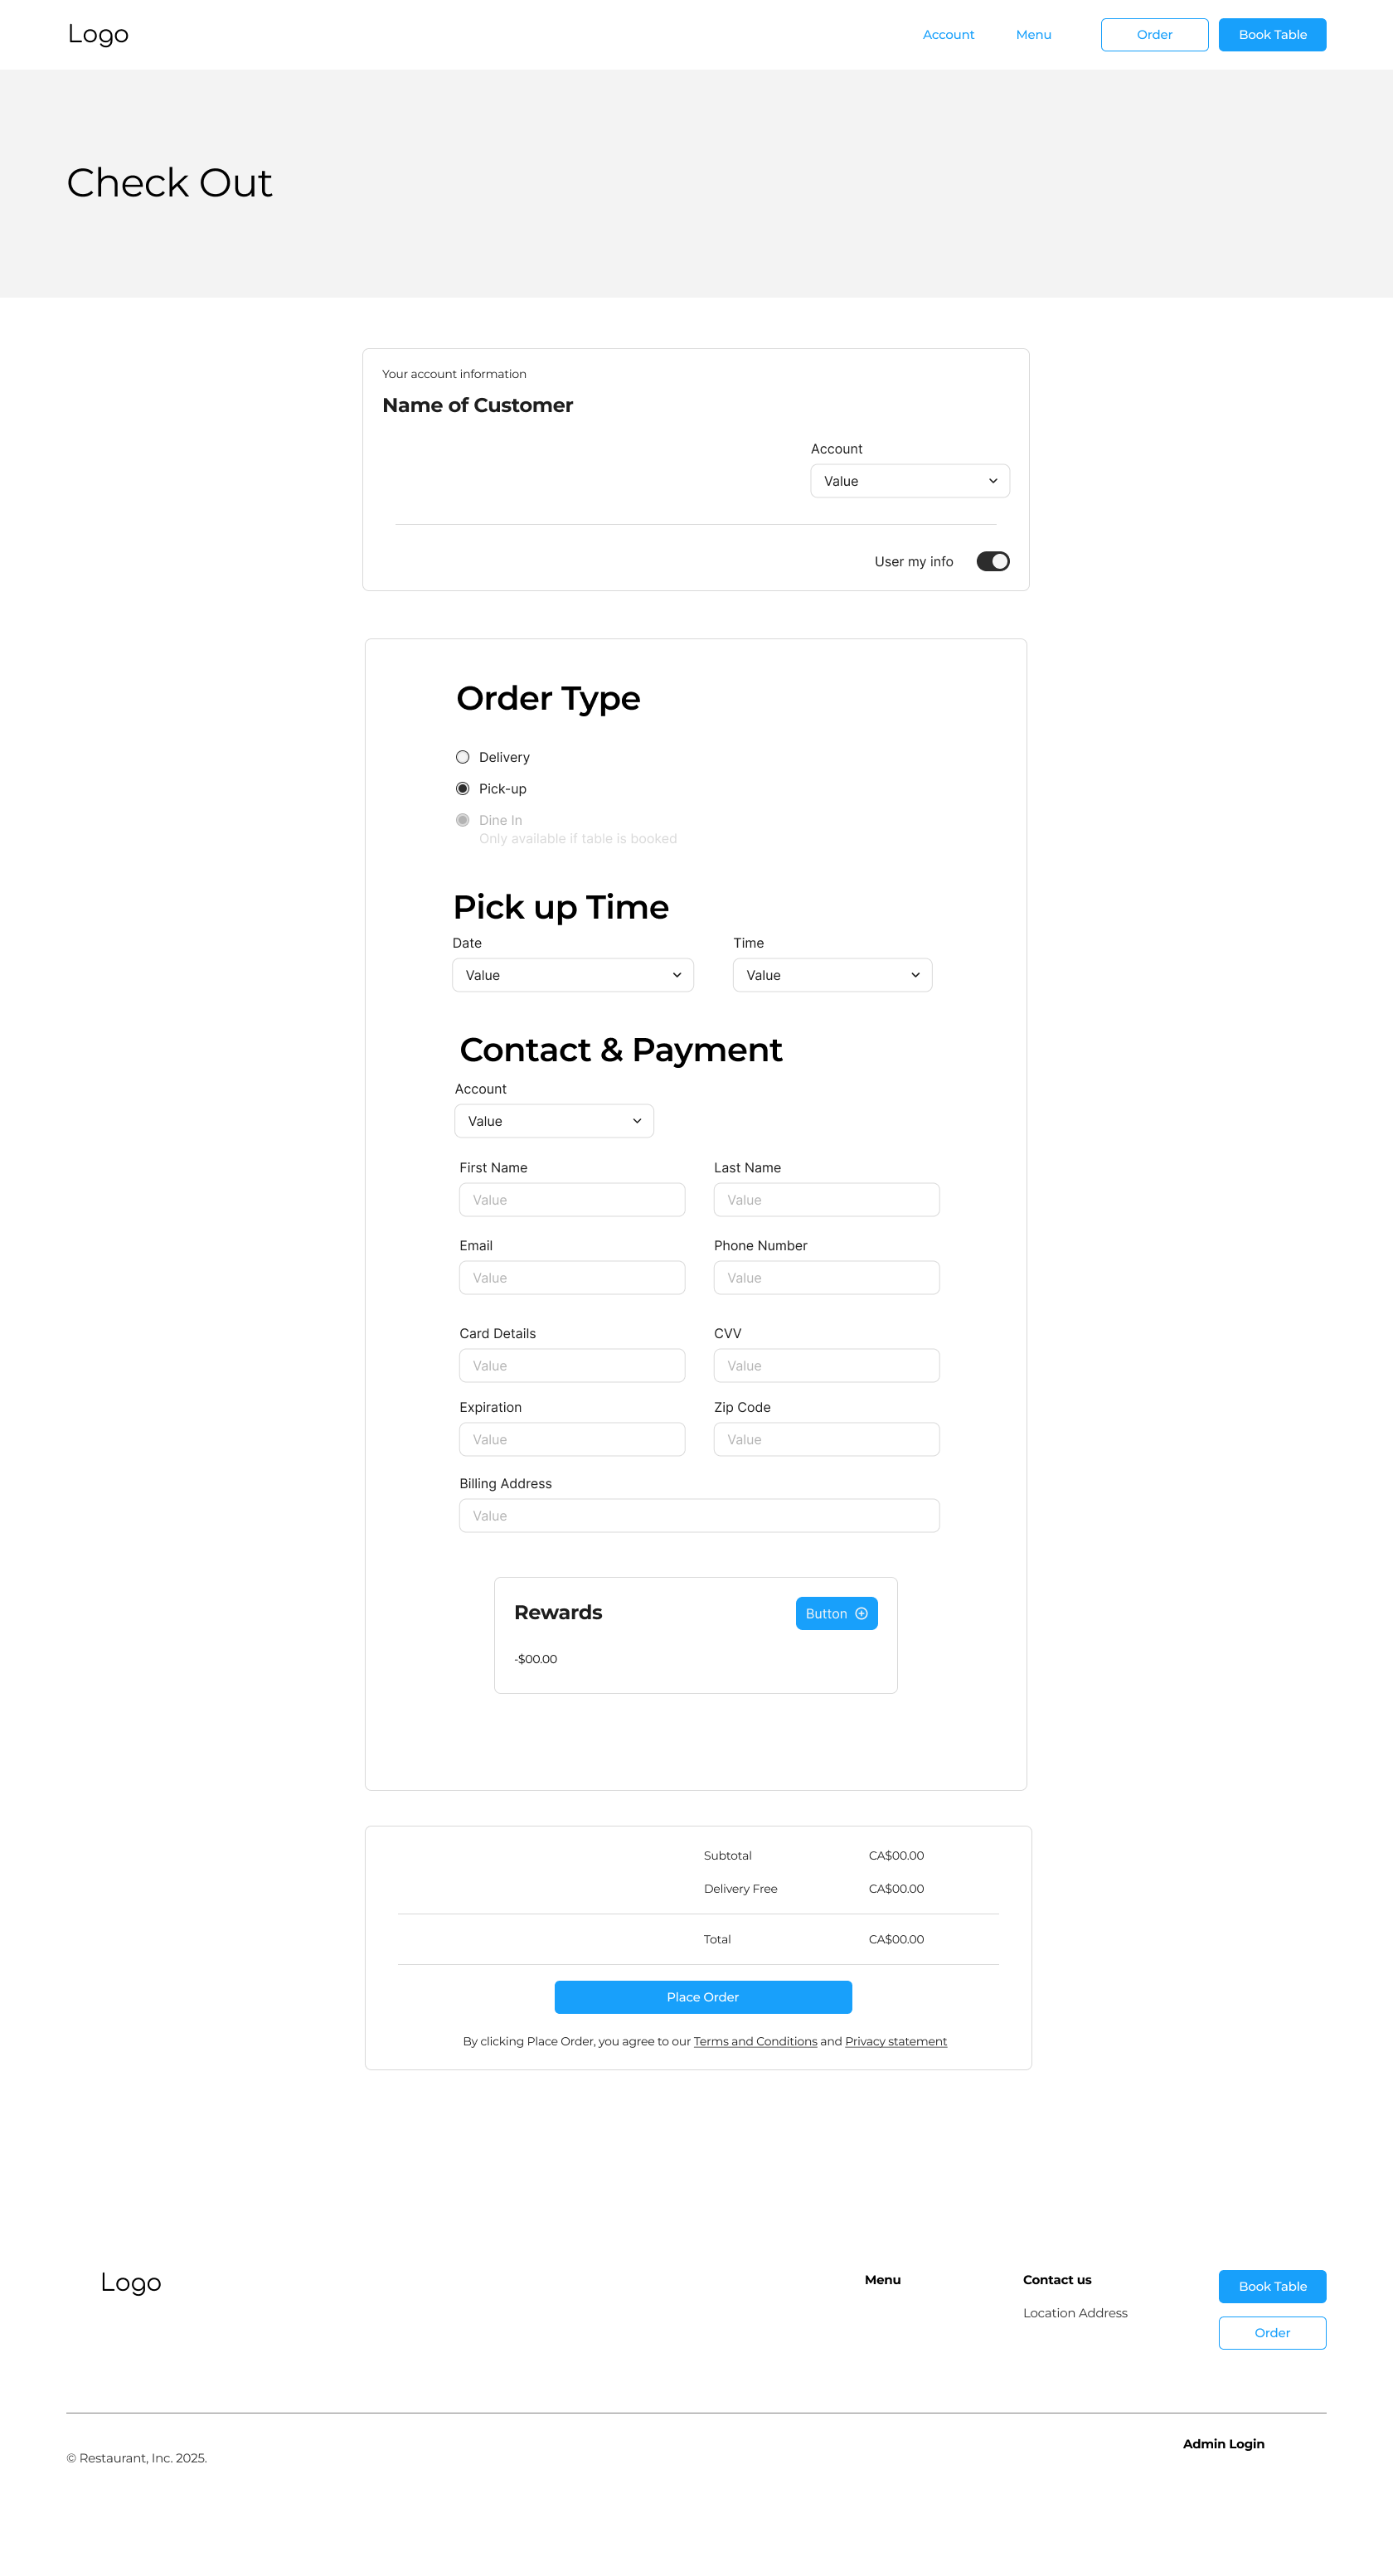 Logo
Account
Menu
Order
Book Table
Check Out
Your account information
Name of Customer
Account
Value
User my info
Order Type
Delivery
Pick-up
Dine In
Only available if table is booked
Pick up Time
Date
Time
Value
Value
Contact & Payment
Account
Value
First Name
Last Name
Value
Value
Email
Phone Number
Value
Value
Card Details
CVV
Value
Value
Expiration
Zip Code
Value
Value
Billing Address
Value
Rewards
Button
-$00.00
Subtotal CA$00.00
Delivery Free CA$00.00
Total CA$00.00
Place Order
By clicking Place Order, you agree to our Terms and Conditions and Privacy statement
Logo
Menu
Contact us
Location Address
Book Table
Order
Admin Login
© Restaurant, Inc. 2025.